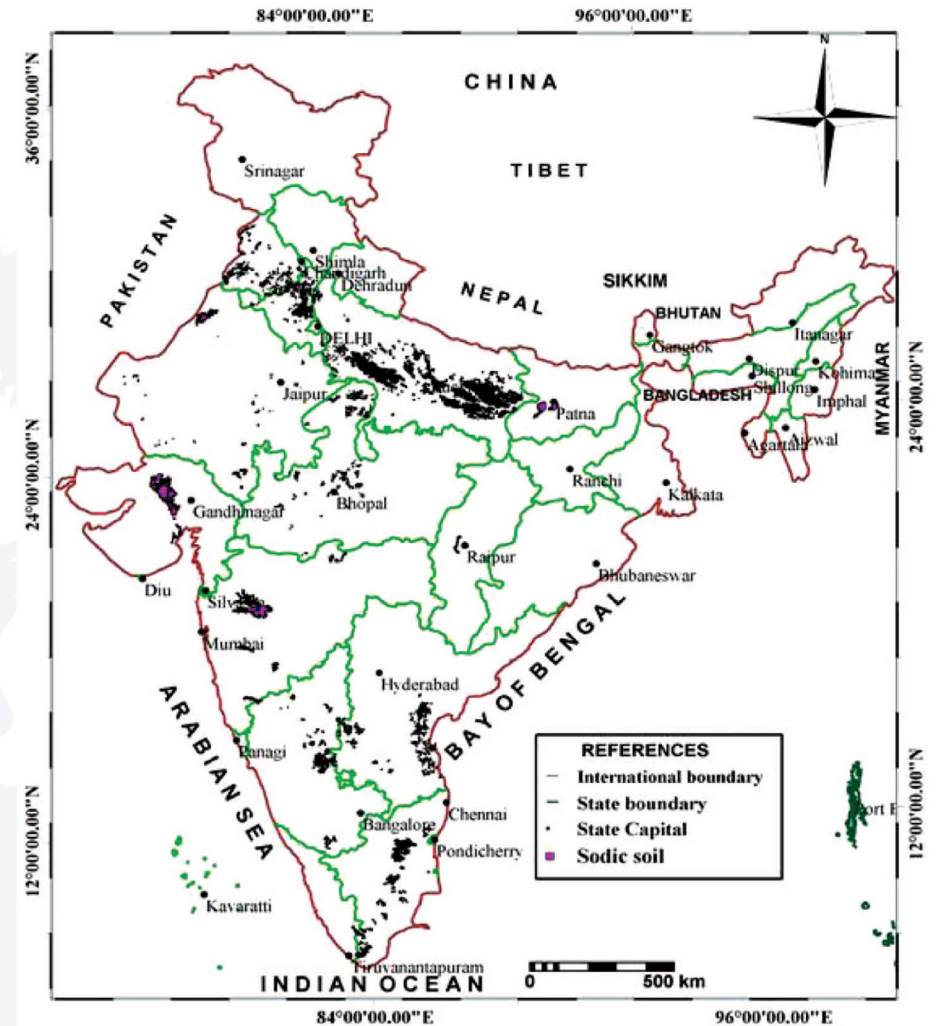 84°00'00.00"E
96°00'00.00"E
36°00'00.00"N
24°00'00.00"N
12°00'00.00"N
24°00'00.00"N
12°00'00.00"N
N
CHINA
TIBET
Srinagar
PAKISTAN
Shimla
Chandigarh
Dehradun
NEPAL
SIKKIM
BHUTAN
Gangtok
Itanagar
DELHI
Dispur
Shillong
Kohima
BANGLADESH
Imphal
MYANMAR
Jaipur
Patna
Agartala
Aizwal
Gandhinagar
Bhopal
Ranchi
Kalkata
Raipur
Diu
Bhubaneswar
Mumbai
Hyderabad
BAY OF BENGAL
ARABIAN SEA
Panagi
REFERENCES
International boundary
State boundary
State Capital
Sodic soil
Bangalore
Chennai
Pondicherry
Kavaratti
Tiruvanantapuram
INDIAN OCEAN
0 500 km
84°00'00.00"E
96°00'00.00"E